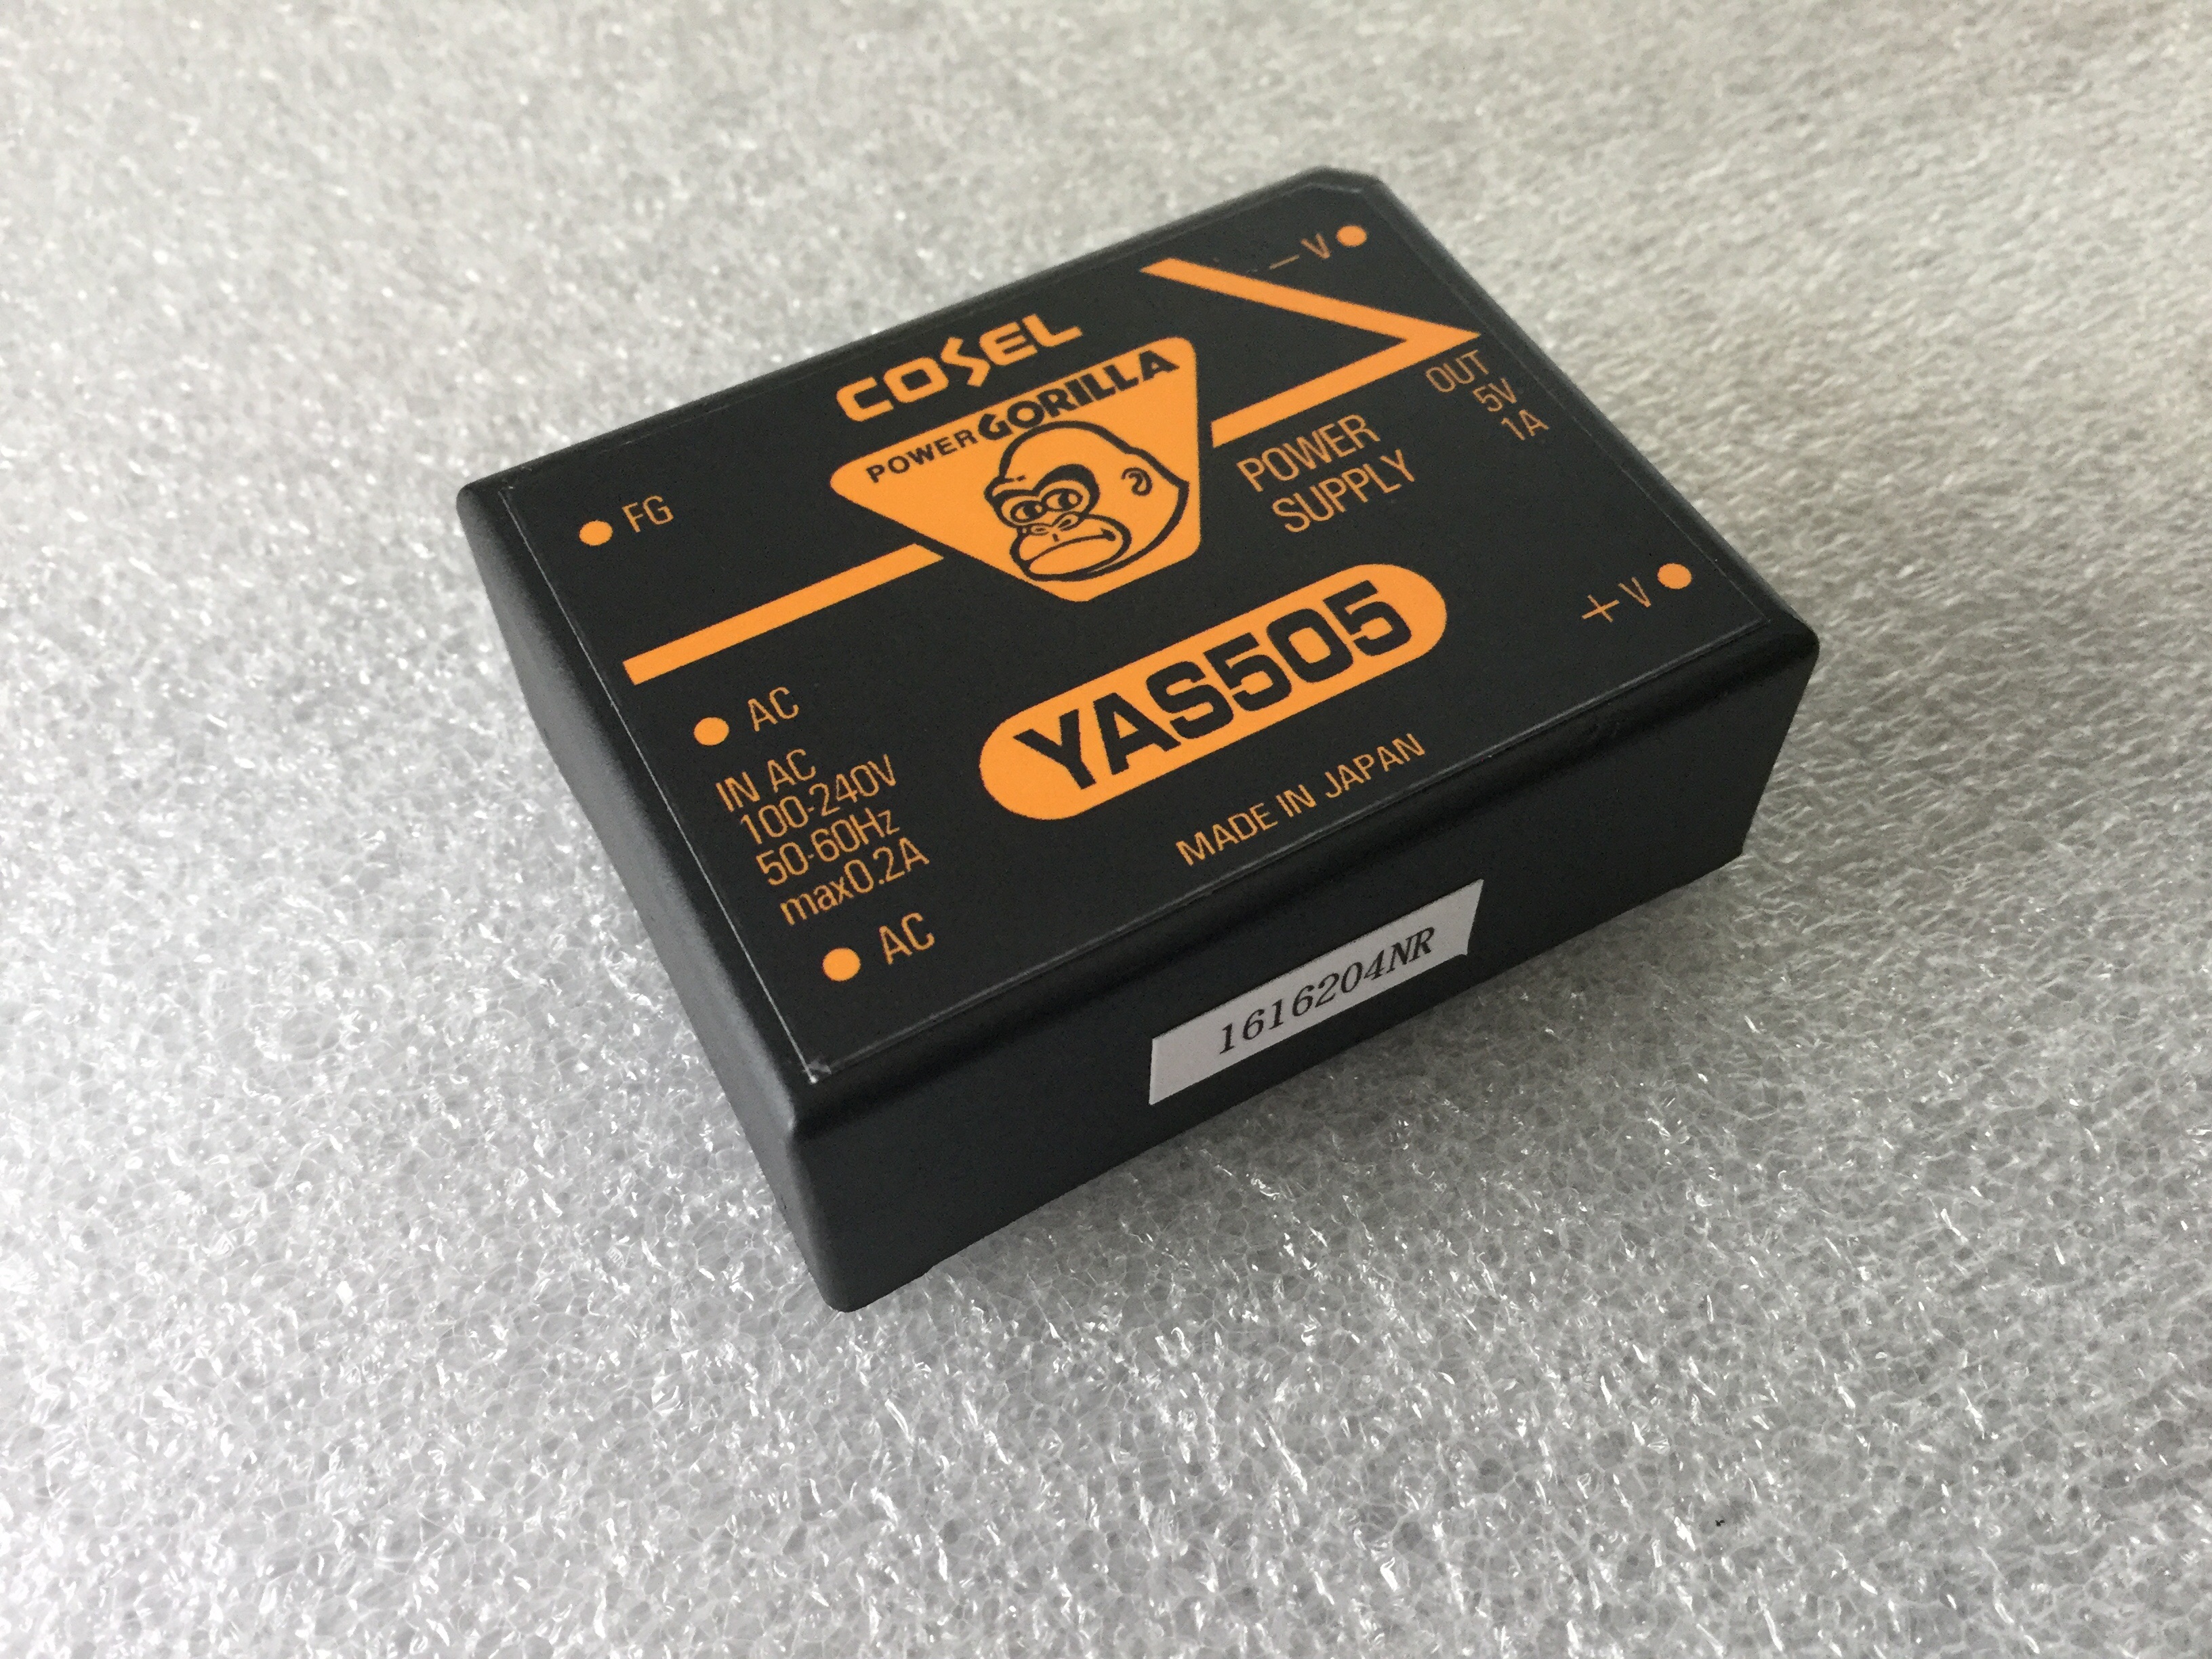 COSEL
POWER GORILLA
− V
OUT
5V
1A
POWER
SUPPLY
FG
+ V
YAS505
AC
IN AC
100-240V
50-60Hz
max0.2A
AC
MADE IN JAPAN
1616204NR